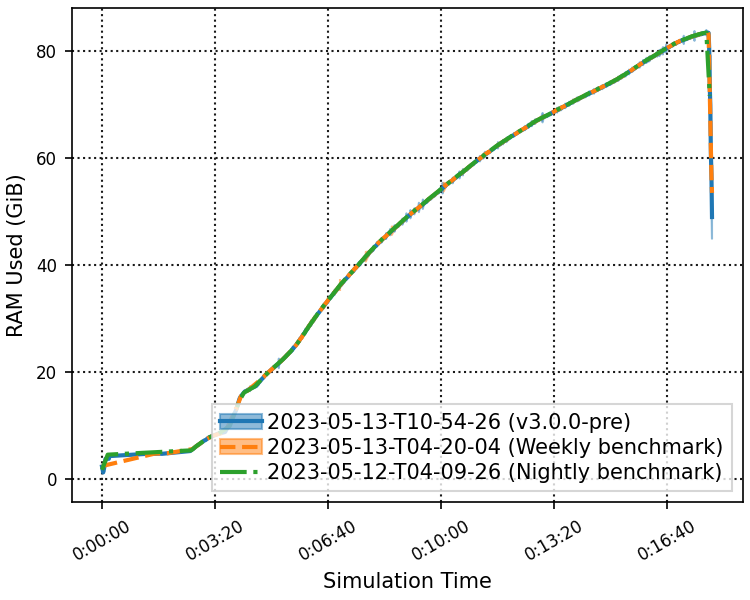 80
60
40
20
0
RAM Used (GiB)
2023-05-13-T10-54-26 (v3.0.0-pre)
2023-05-13-T04-20-04 (Weekly benchmark)
2023-05-12-T04-09-26 (Nightly benchmark)
0:00:00
0:03:20
0:06:40
0:10:00
0:13:20
0:16:40
Simulation Time